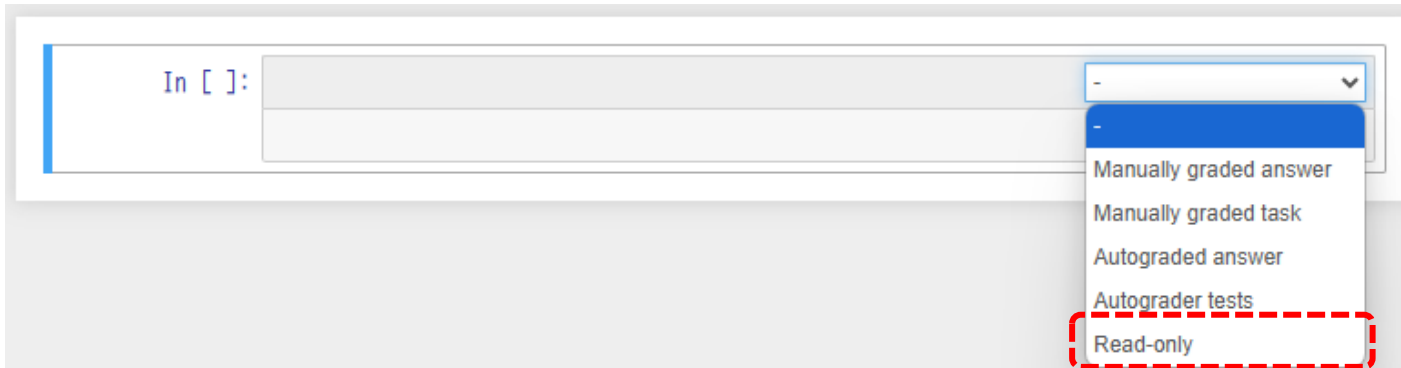 In [ ]:
-
-
Manually graded answer
Manually graded task
Autograded answer
Autograder tests
Read-only